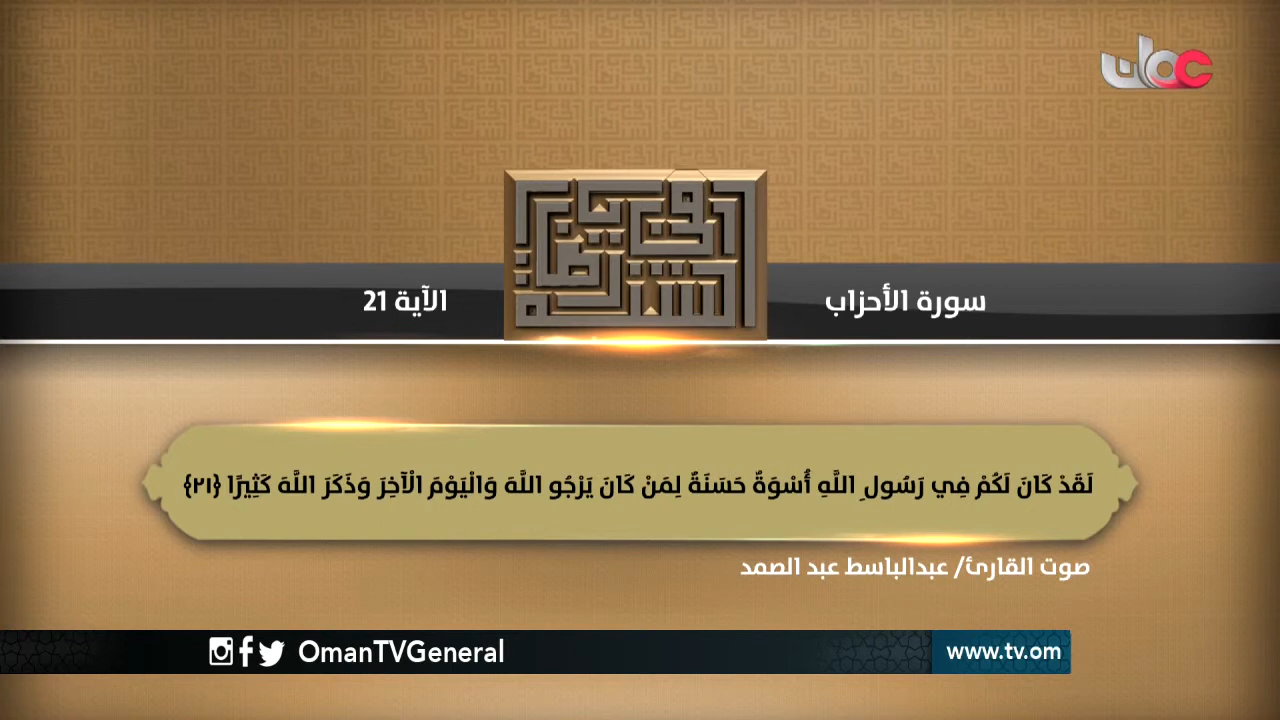 عمان
سورة الأحزاب
الآية 21
لَقَدْ كَانَ لَكُمْ فِي رَسُولِ اللَّهِ أُسْوَةٌ حَسَنَةٌ لِمَنْ كَانَ يَرْجُو اللَّهَ وَالْيَوْمَ الْآخِرَ وَذَكَرَ اللَّهَ كَثِيرًا {٢١}
صوت القارئ/ عبدالباسط عبد الصمد
OmanTVGeneral
www.tv.om